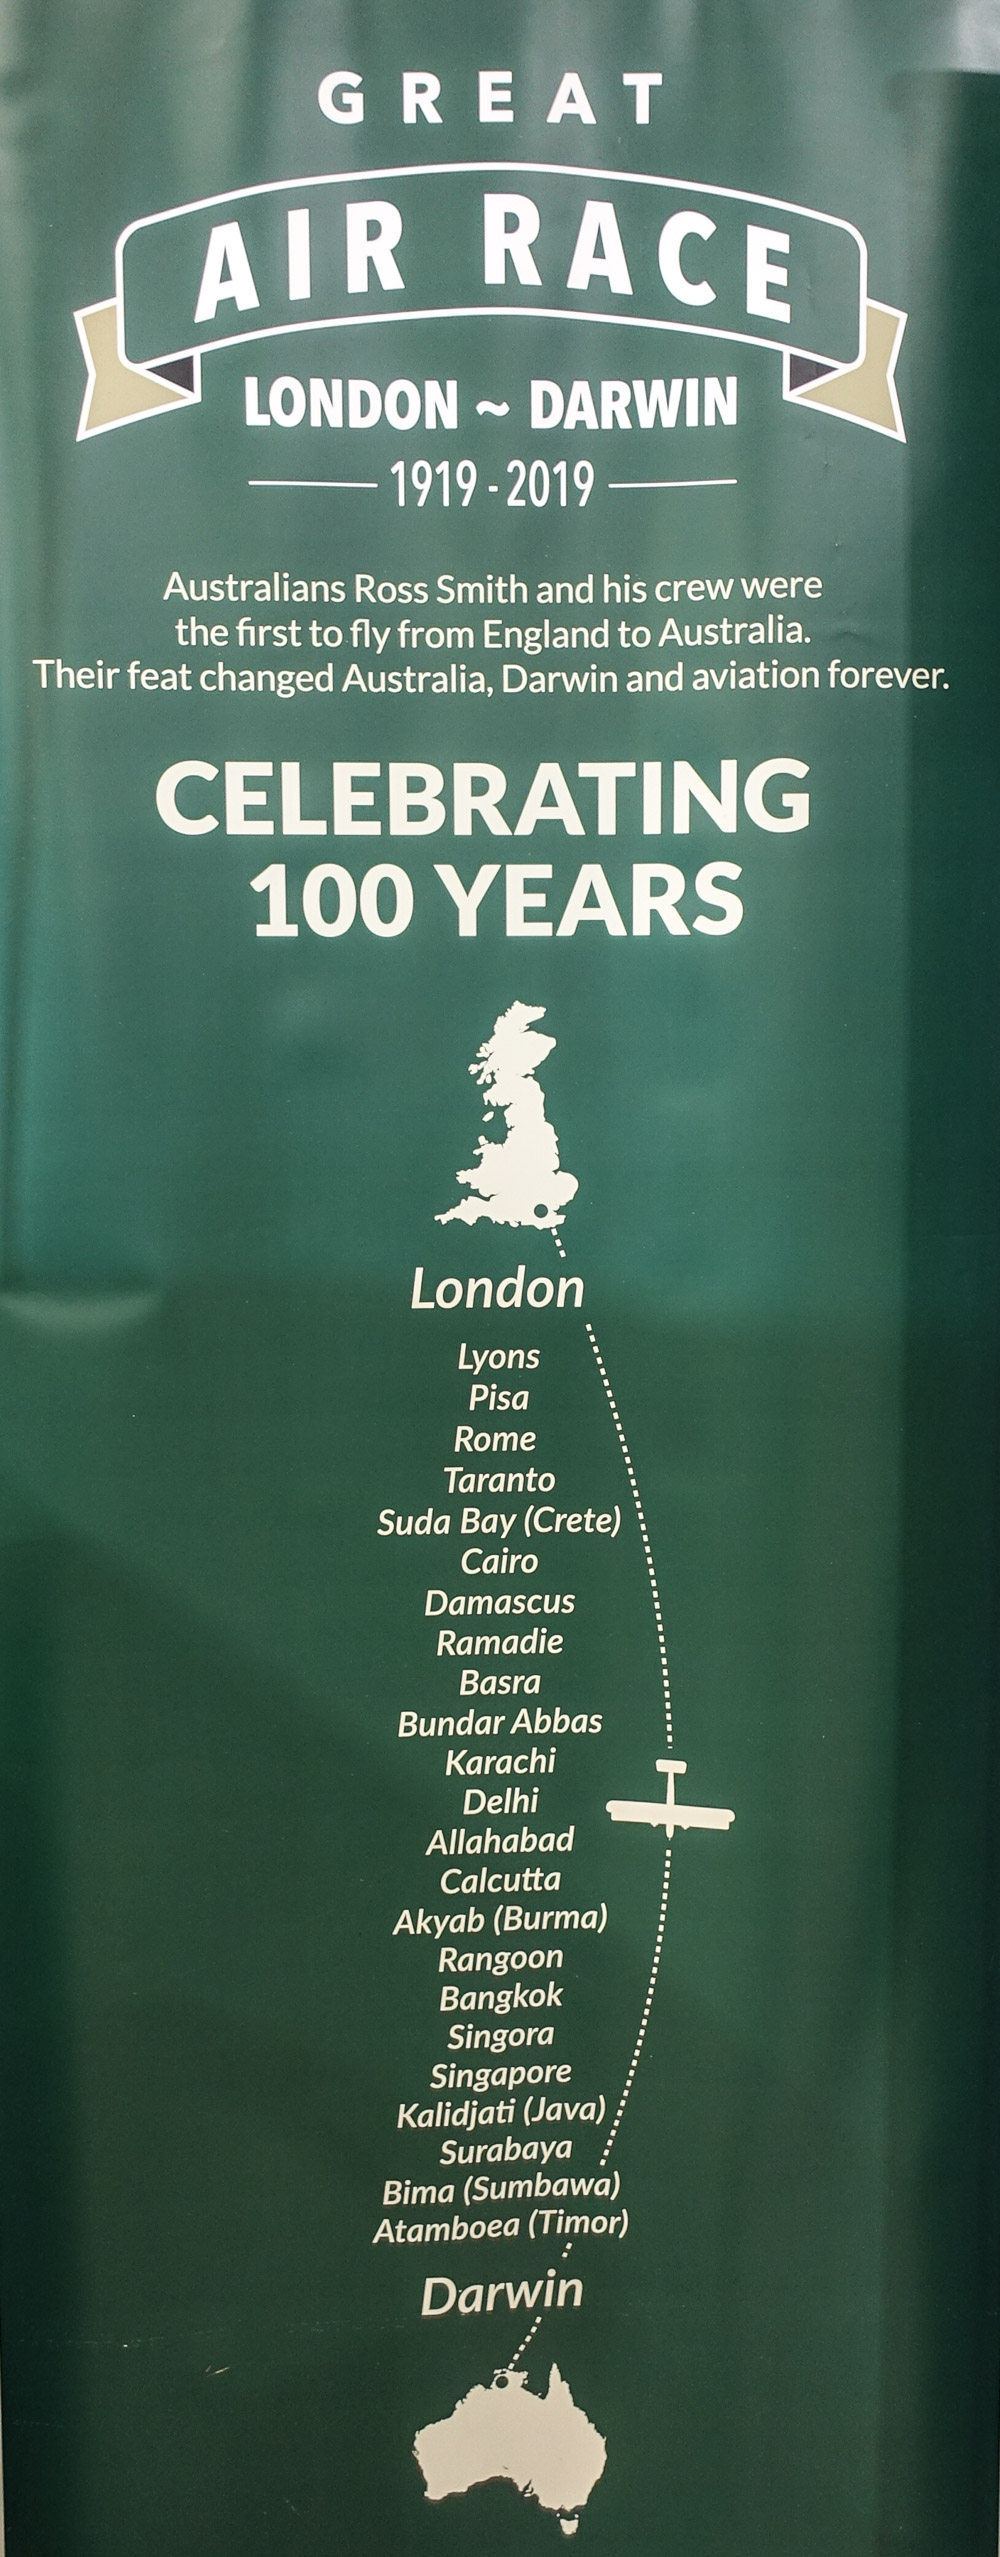 GREAT
AIR RACE
LONDON ~ DARWIN
1919 - 2019
Australians Ross Smith and his crew were
the first to fly from England to Australia.
Their feat changed Australia, Darwin and aviation forever.
CELEBRATING
100 YEARS
London
Lyons
Pisa
Rome
Taranto
Suda Bay (Crete)
Cairo
Damascus
Ramadie
Basra
Bundar Abbas
Karachi
Delhi
Allahabad
Calcutta
Akyab (Burma)
Rangoon
Bangkok
Singora
Singapore
Kalidjati (Java)
Surabaya
Bima (Sumbawa)
Atamboea (Timor)
Darwin